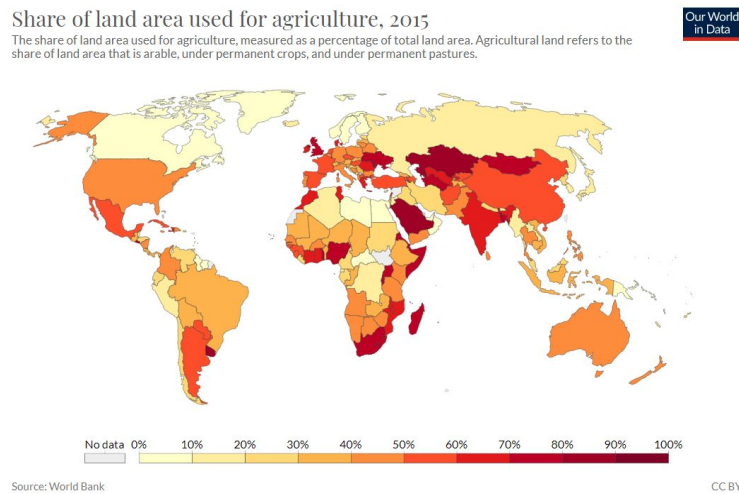 Share of land area used for agriculture, 2015
Our World
in Data
The share of land area used for agriculture, measured as a percentage of total land area. Agricultural land refers to the
share of land area that is arable, under permanent crops, and under permanent pastures.
No data 0% 10% 20% 30% 40% 50% 60% 70% 80% 90% 100%
Source: World Bank CC BY